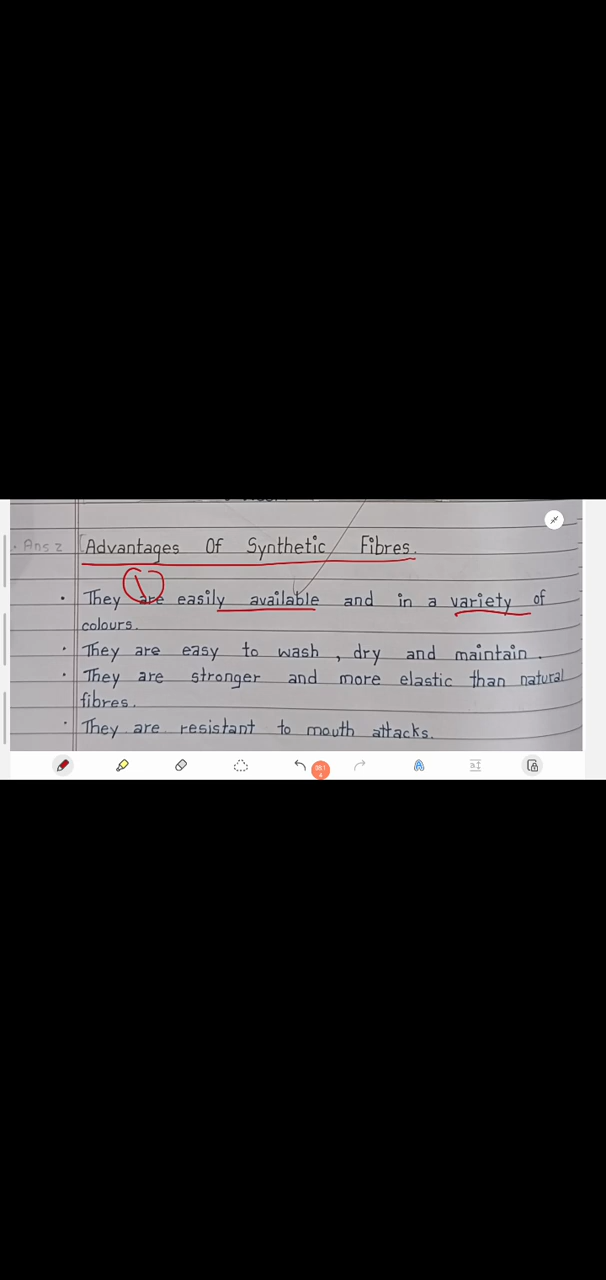 Ans 2
Advantages Of Synthetic Fibres.
1
• They are easily available and in a variety of
colours.
• They are easy to wash, dry and maintain.
• They are stronger and more elastic than natural
fibres.
• They are resistant to mouth attacks.